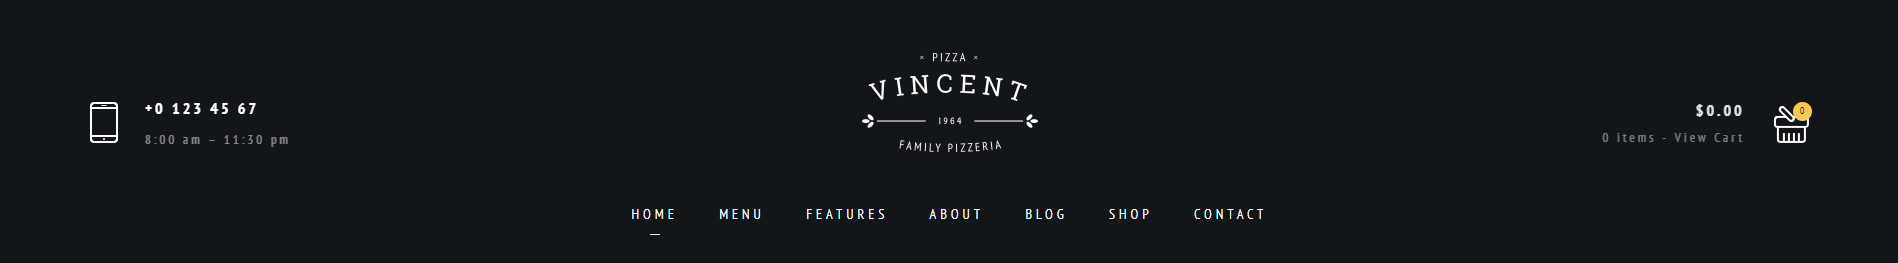 +0 123 45 67
8:00 am – 11:30 pm
× PIZZA ×
VINCENT
1964
FAMILY PIZZERIA
$0.00
0 items - View Cart
0
HOME MENU FEATURES ABOUT BLOG SHOP CONTACT